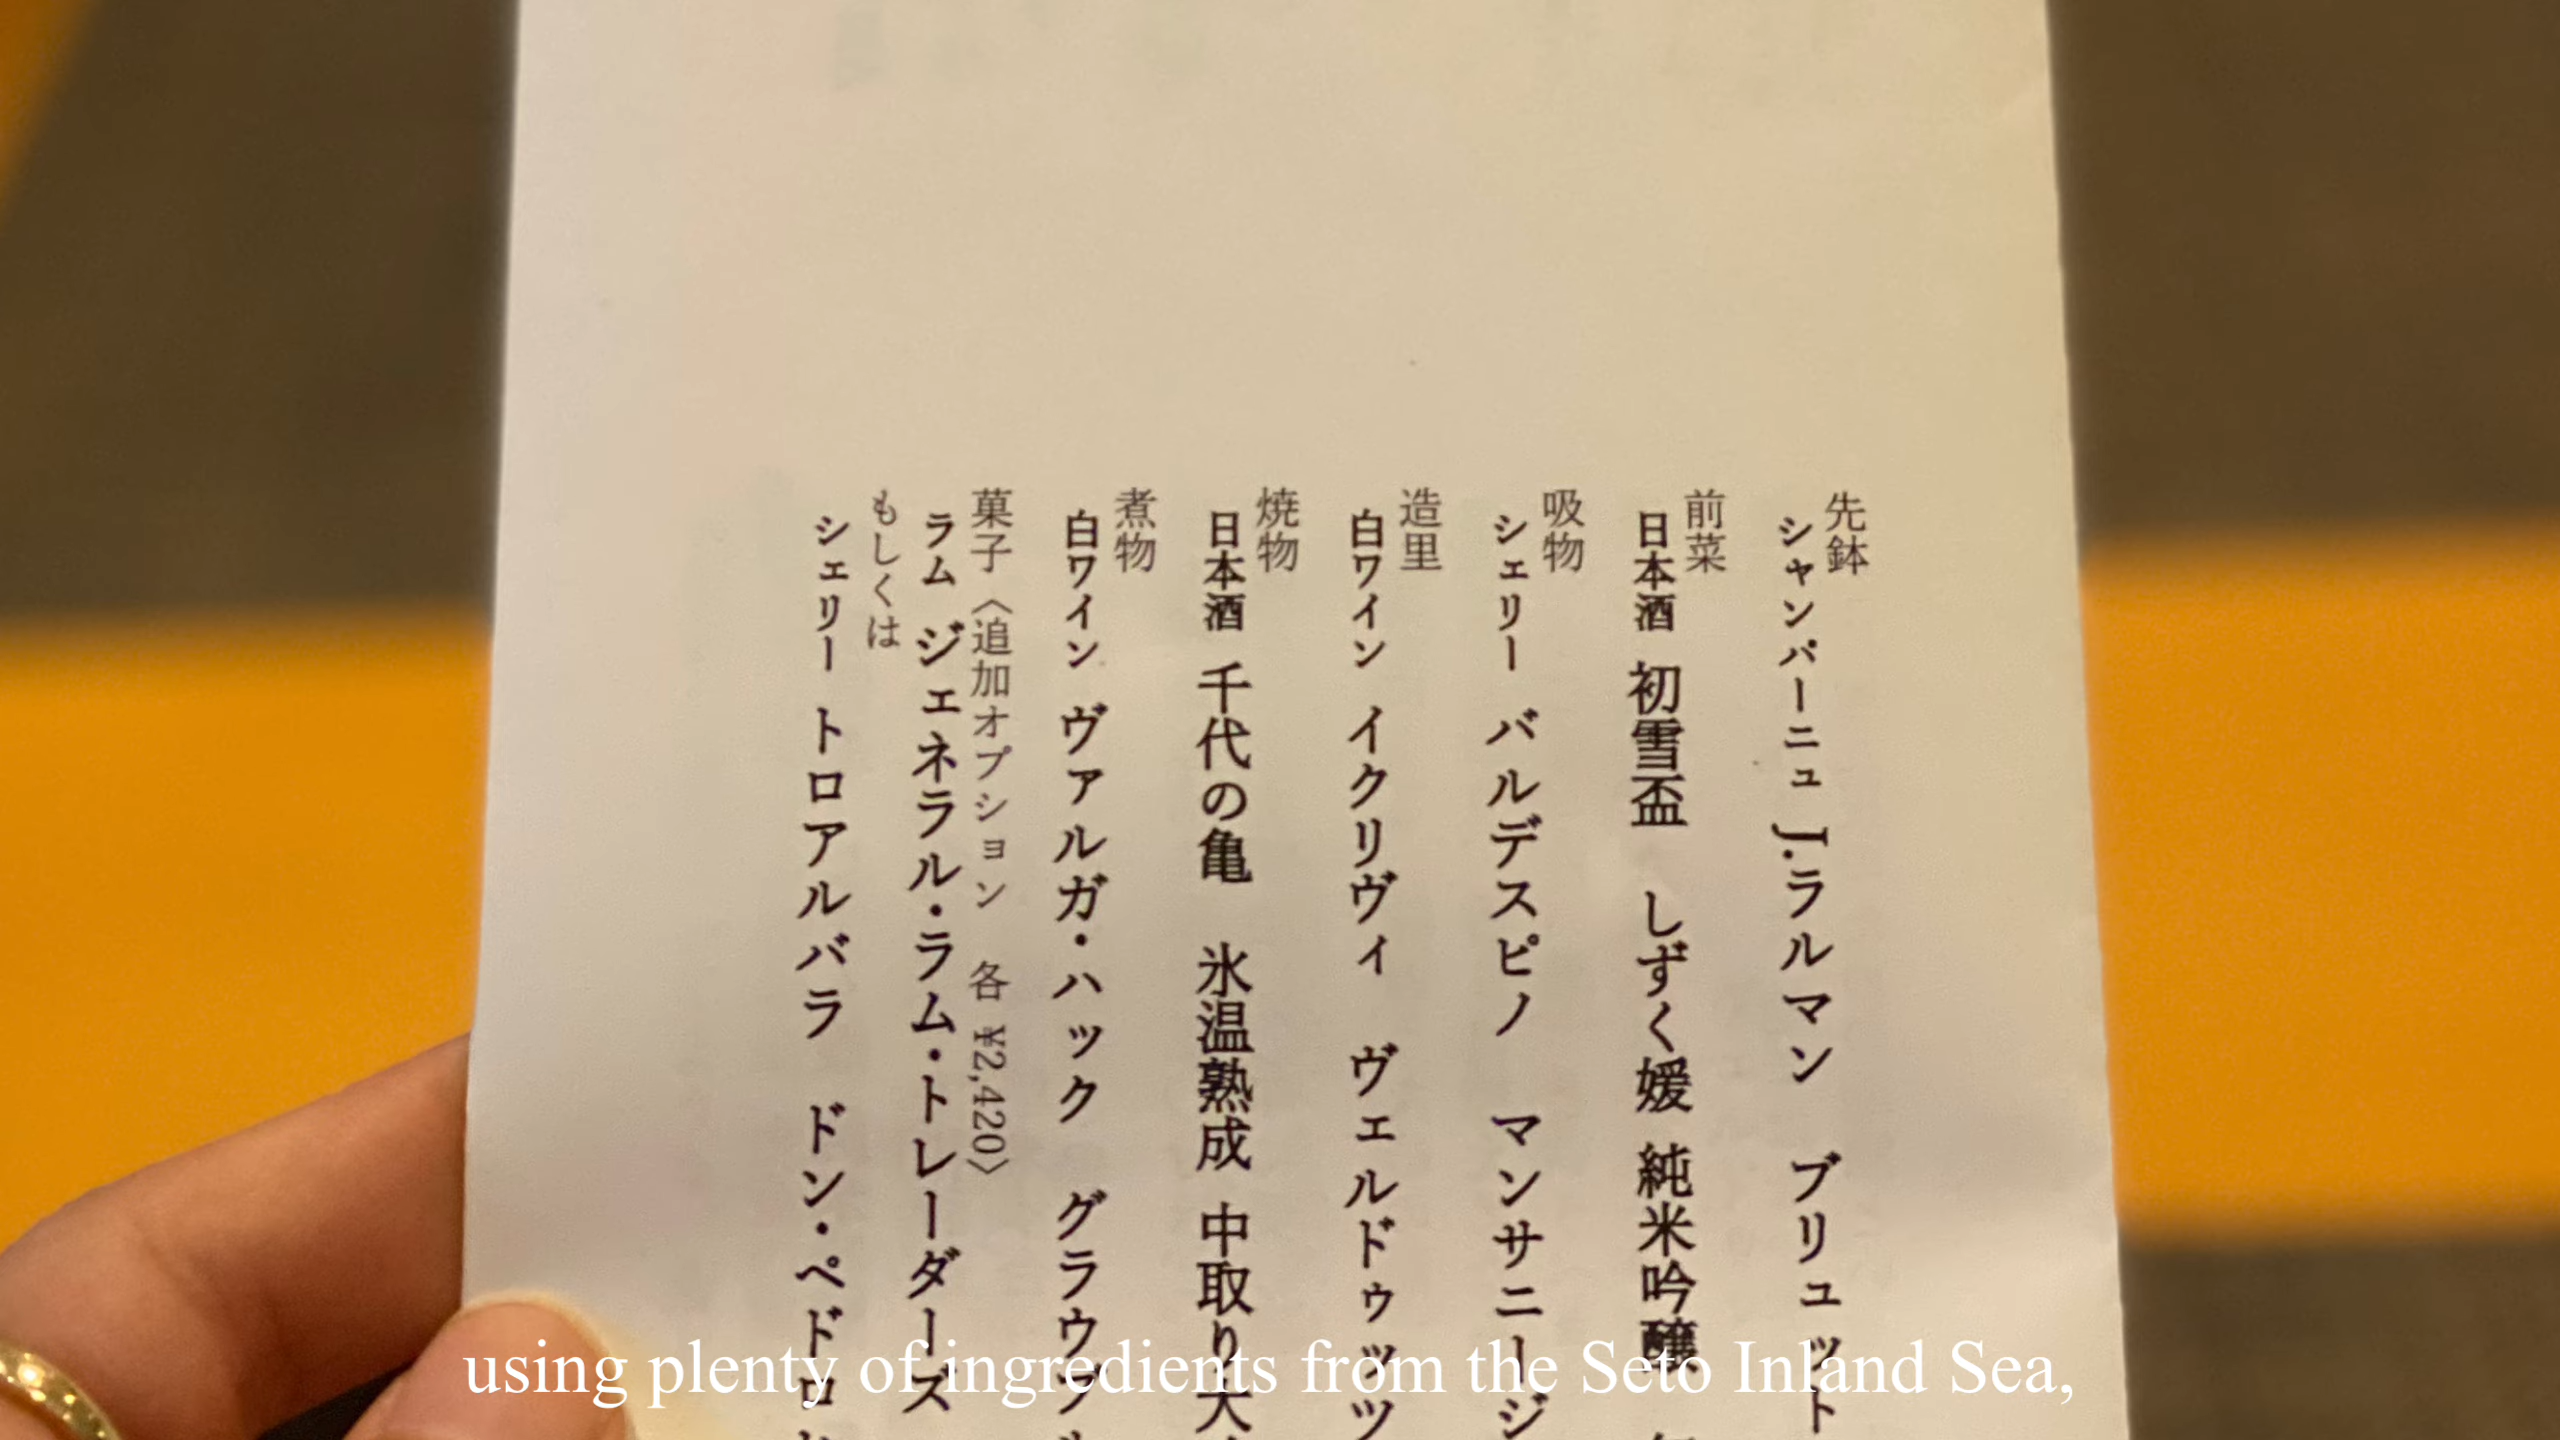 先鉢
シャンパーニュ J.ラルマン ブリュット
前菜
日本酒 初雪盃 しずく媛 純米吟醸
吸物
シェリー バルデスピノ マンサニージ
造里
白ワイン イクリヴィ ヴェルドゥッツ
焼物
日本酒 千代の亀 氷温熟成 中取り大
煮物
白ワイン ヴァルガ・ハック グラウブル
菓子〈追加オプション 各 ¥2,420〉
ラム ジェネラル・ラム・トレーダーズ
もしくは
シェリー トロアルバラ ドン・ペドロ
using plenty of ingredients from the Seto Inland Sea,